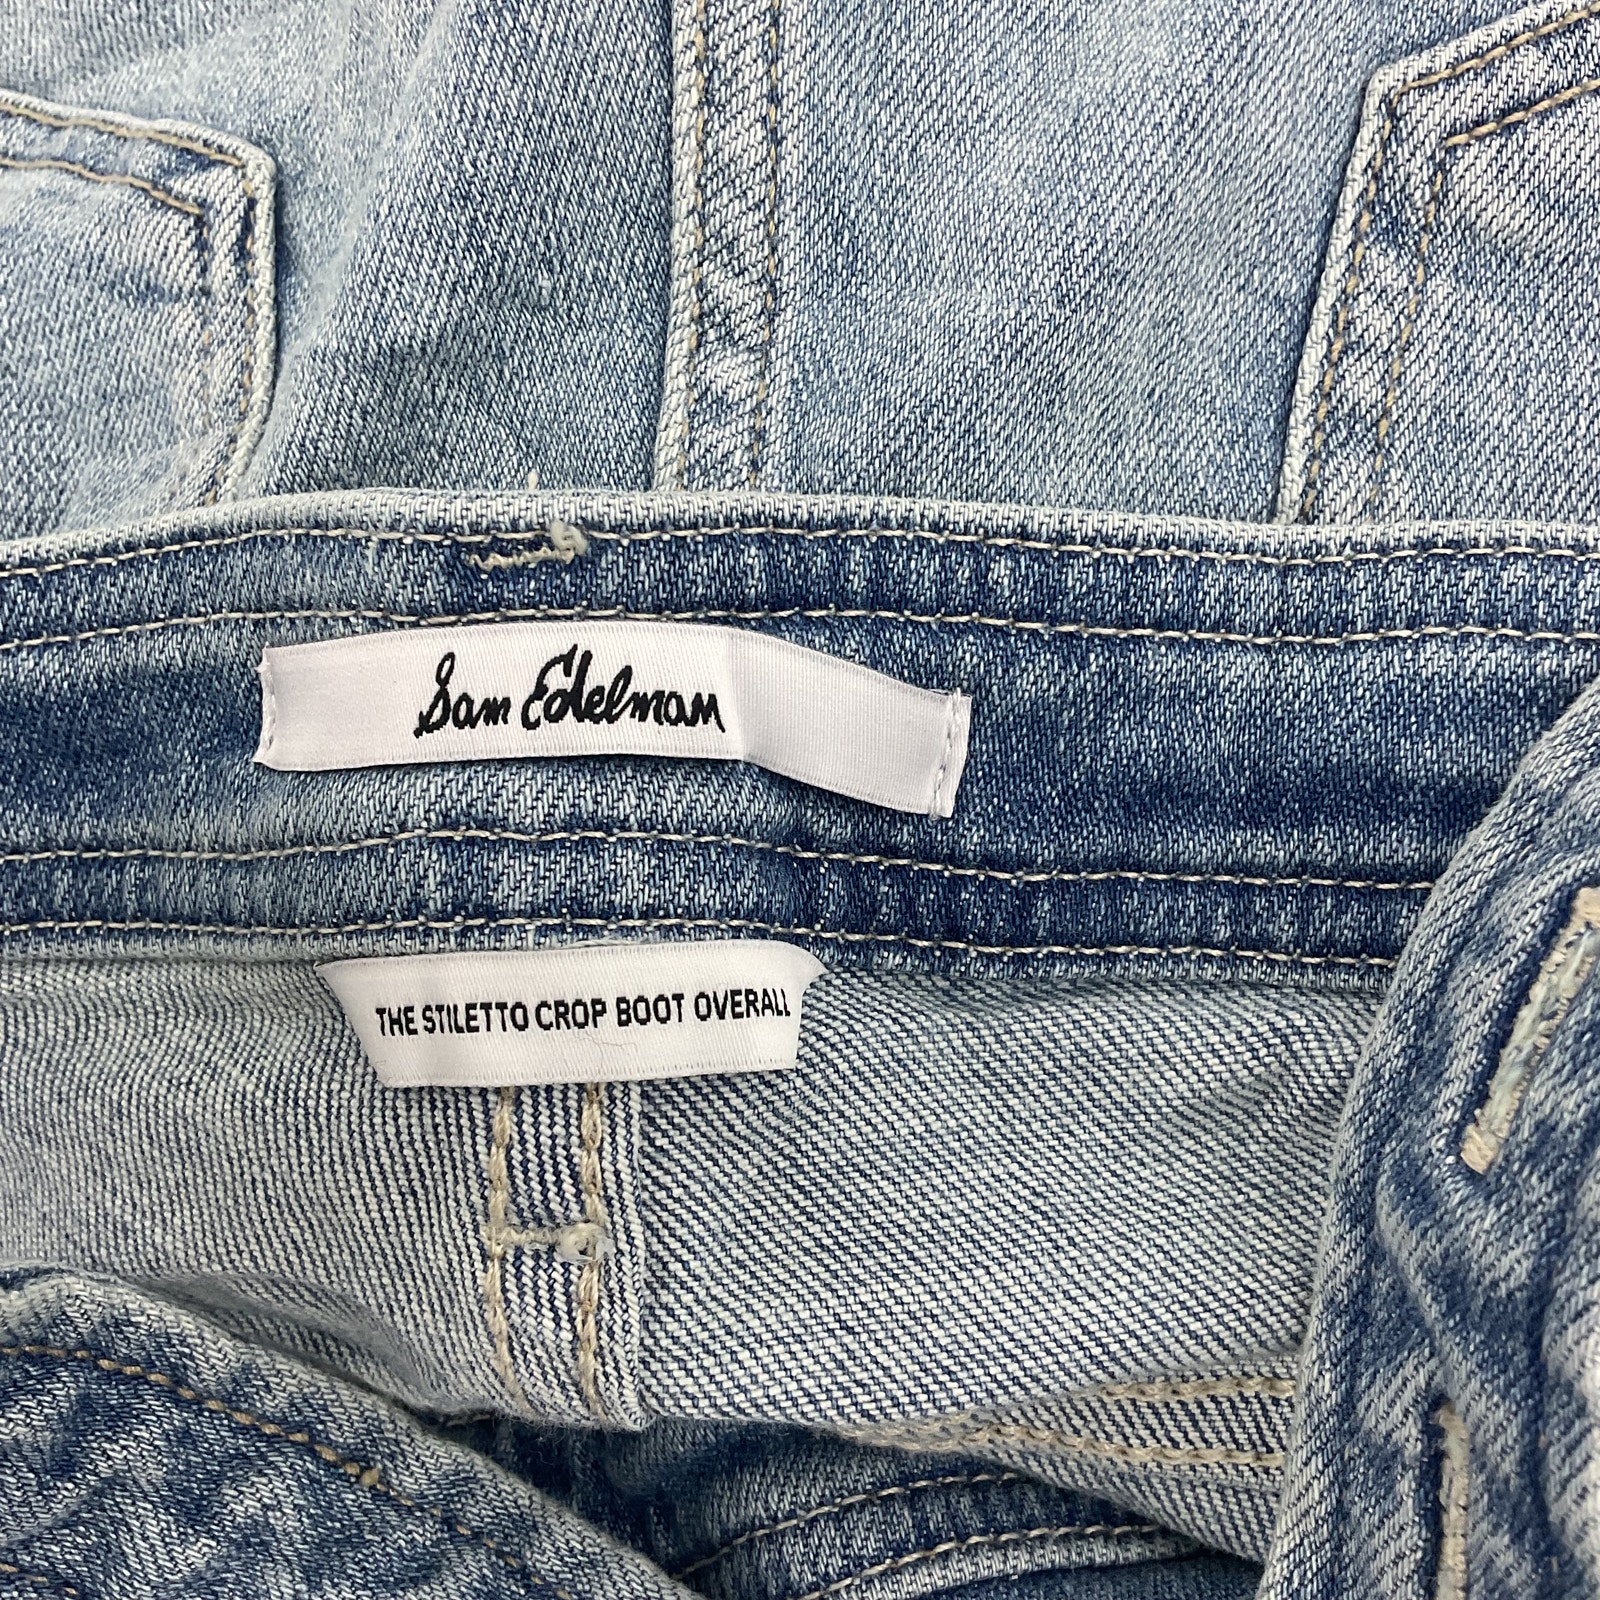 Sam Edelman
THE STILETTO CROP BOOT OVERALL